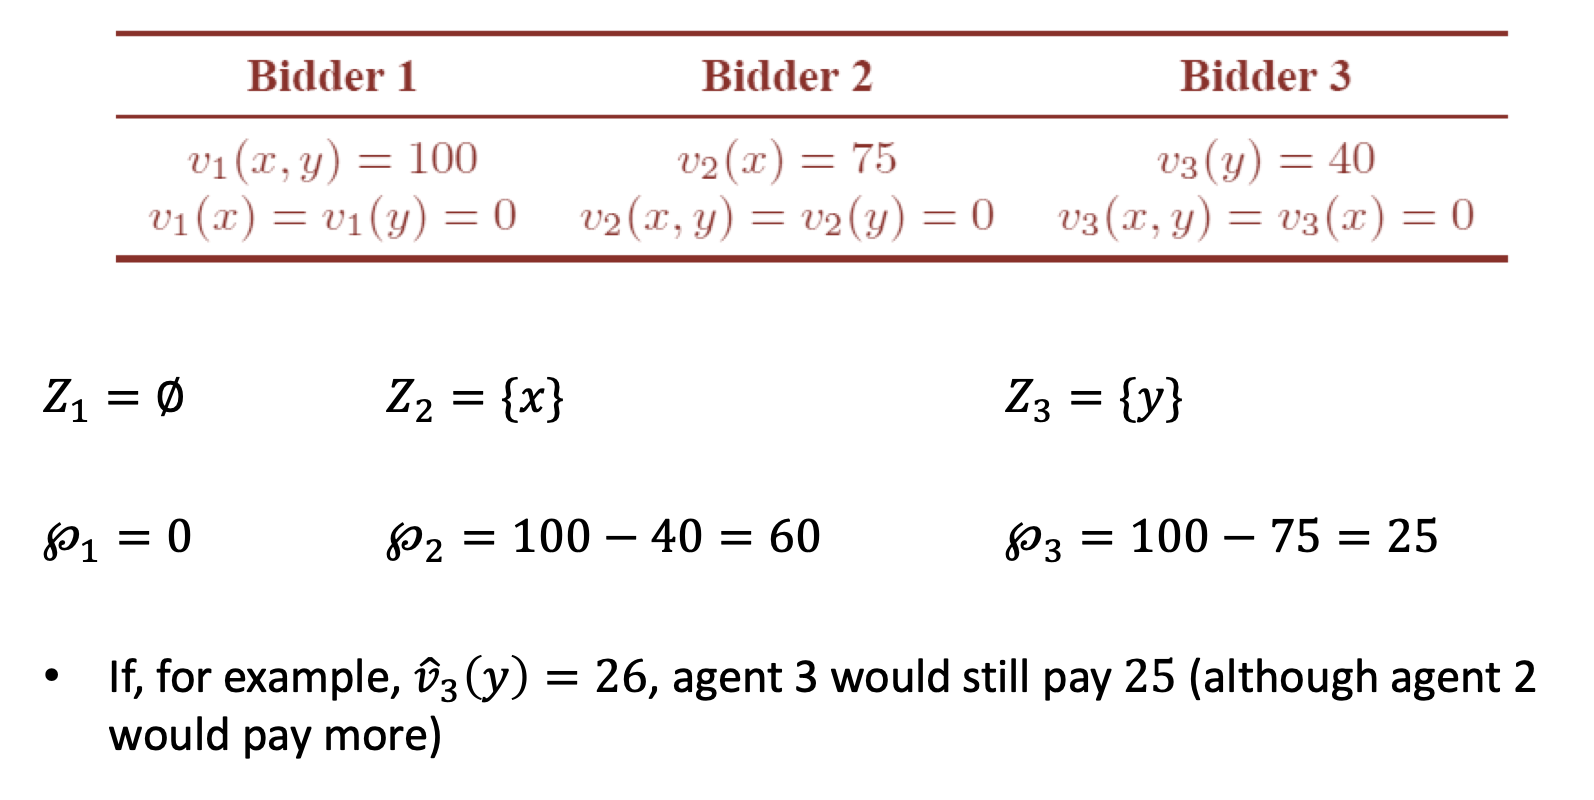 Bidder 1 Bidder 2 Bidder 3
v₁(x, y) = 100 v₂(x) = 75 v₃(y) = 40
v₁(x) = v₁(y) = 0 v₂(x, y) = v₂(y) = 0 v₃(x, y) = v₃(x) = 0
Z₁ = ∅ Z₂ = {x} Z₃ = {y}
℘₁ = 0 ℘₂ = 100 − 40 = 60 ℘₃ = 100 − 75 = 25
• If, for example, v̂₃(y) = 26, agent 3 would still pay 25 (although agent 2
would pay more)